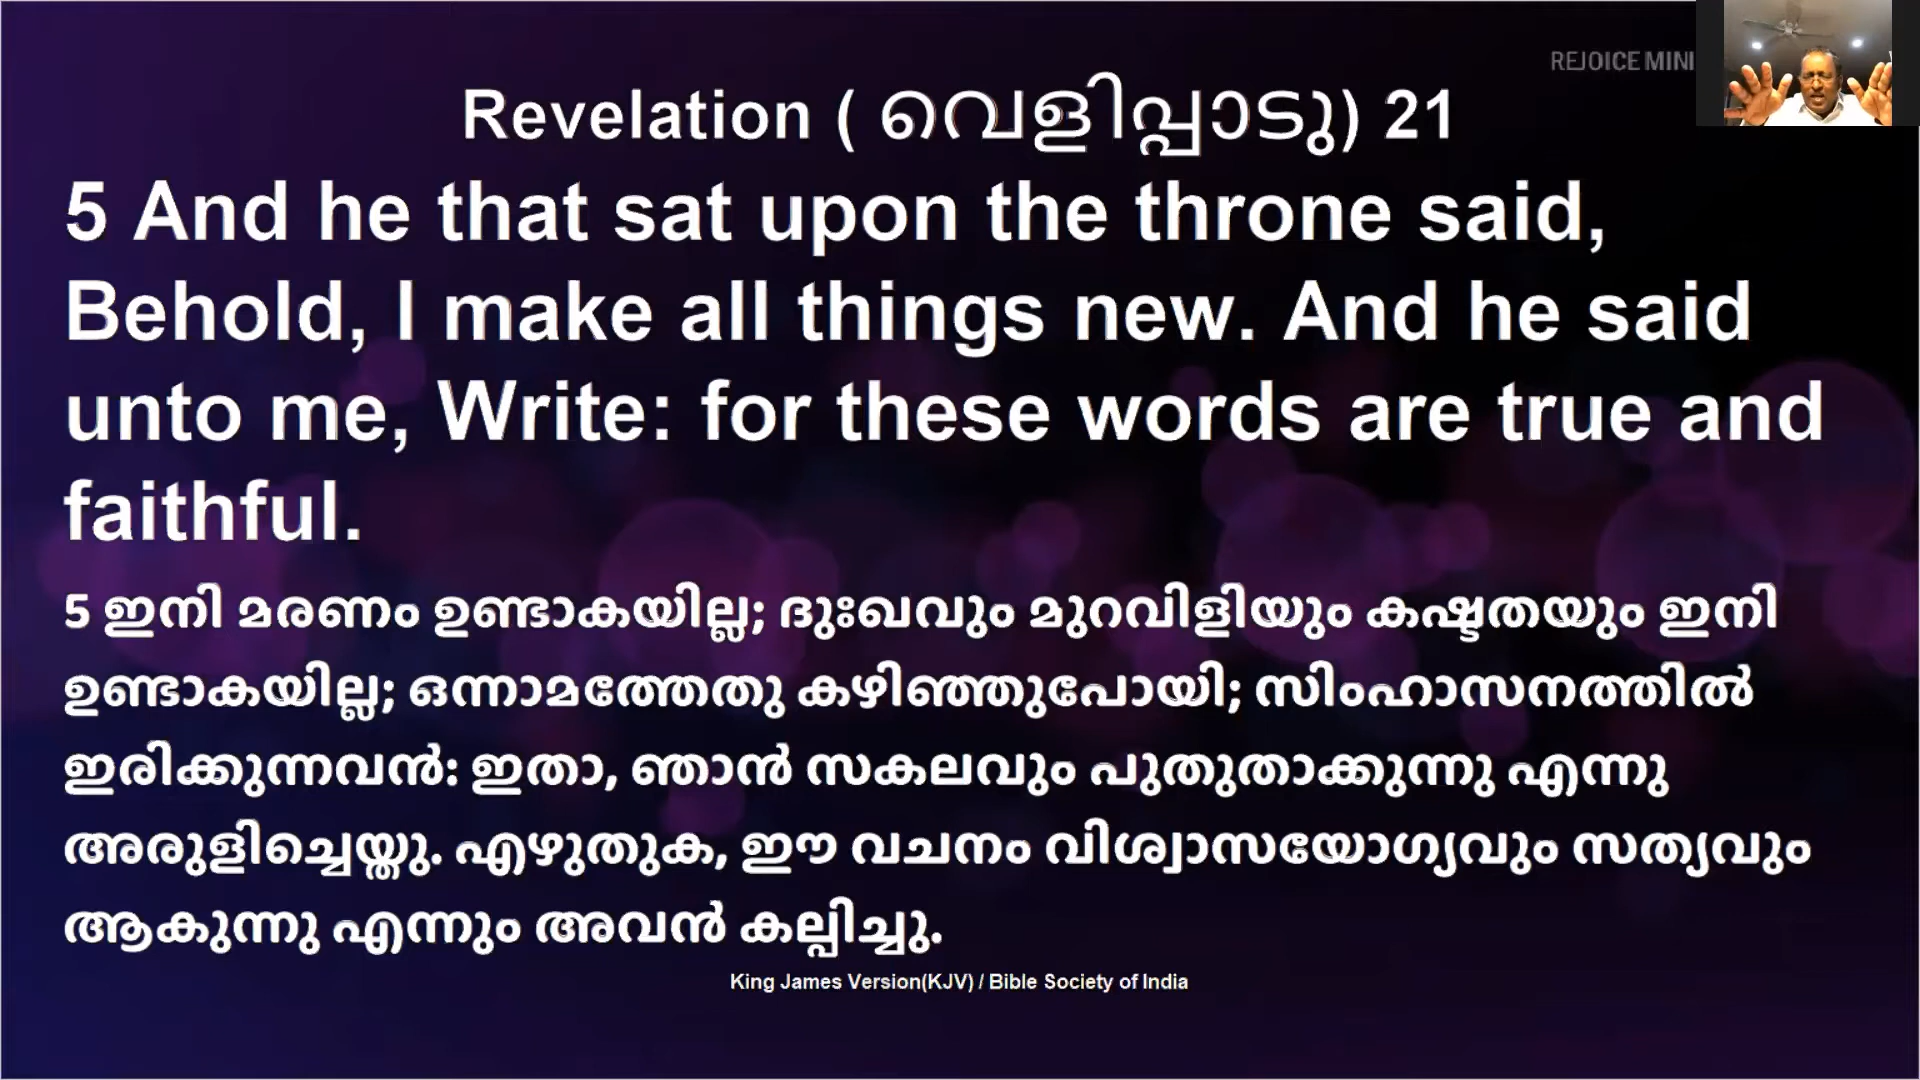 REJOICE MINI
Revelation ( വെളിപ്പാടു) 21
5 And he that sat upon the throne said,
Behold, I make all things new. And he said
unto me, Write: for these words are true and
faithful.
5 ഇനി മരണം ഉണ്ടാകയില്ല; ദുഃഖവും മുറവിളിയും കഷ്ടതയും ഇനി
ഉണ്ടാകയില്ല; ഒന്നാമത്തേതു കഴിഞ്ഞുപോയി; സിംഹാസനത്തിൽ
ഇരിക്കുന്നവൻ: ഇതാ, ഞാൻ സകലവും പുതുതാക്കുന്നു എന്നു
അരുളിച്ചെയ്തു. എഴുതുക, ഈ വചനം വിശ്വാസയോഗ്യവും സത്യവും
ആകുന്നു എന്നും അവൻ കല്പിച്ചു.
King James Version(KJV) / Bible Society of India